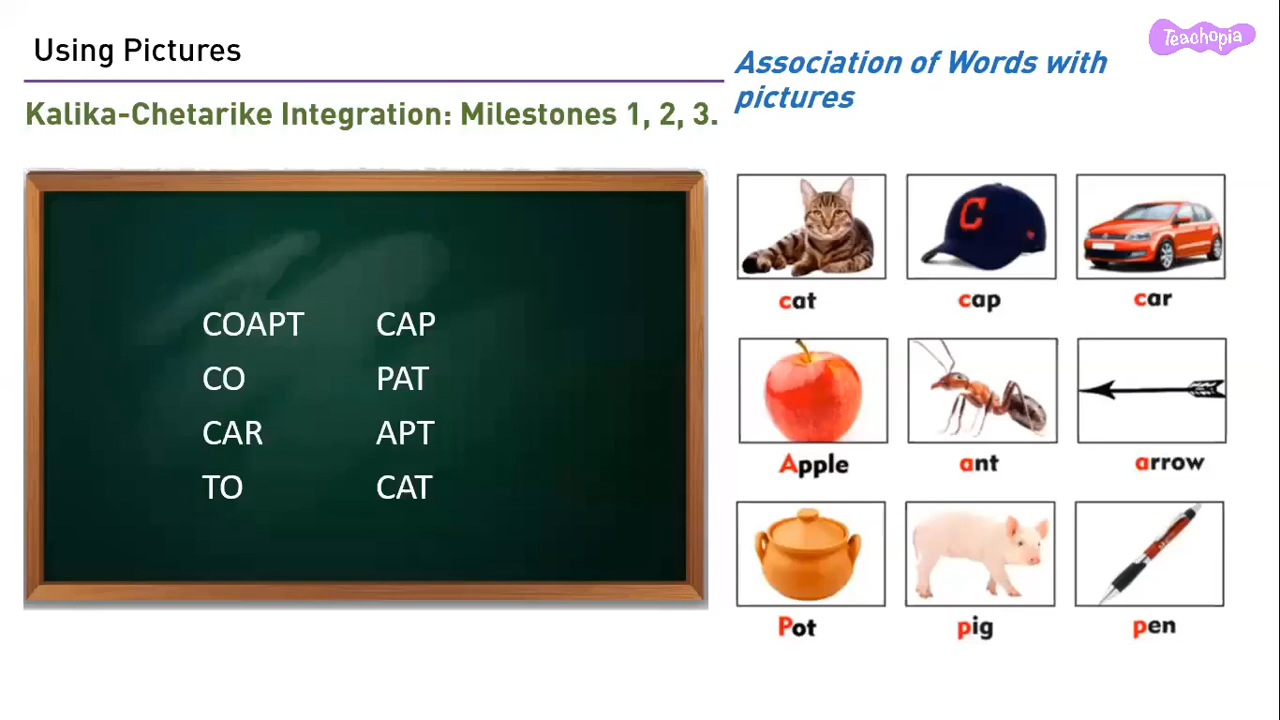 Using Pictures
Teachopia
Association of Words with
pictures
Kalika-Chetarike Integration: Milestones 1, 2, 3.
COAPT CAP
CO PAT
CAR APT
TO CAT
C
cat cap car
Apple ant arrow
Pot pig pen